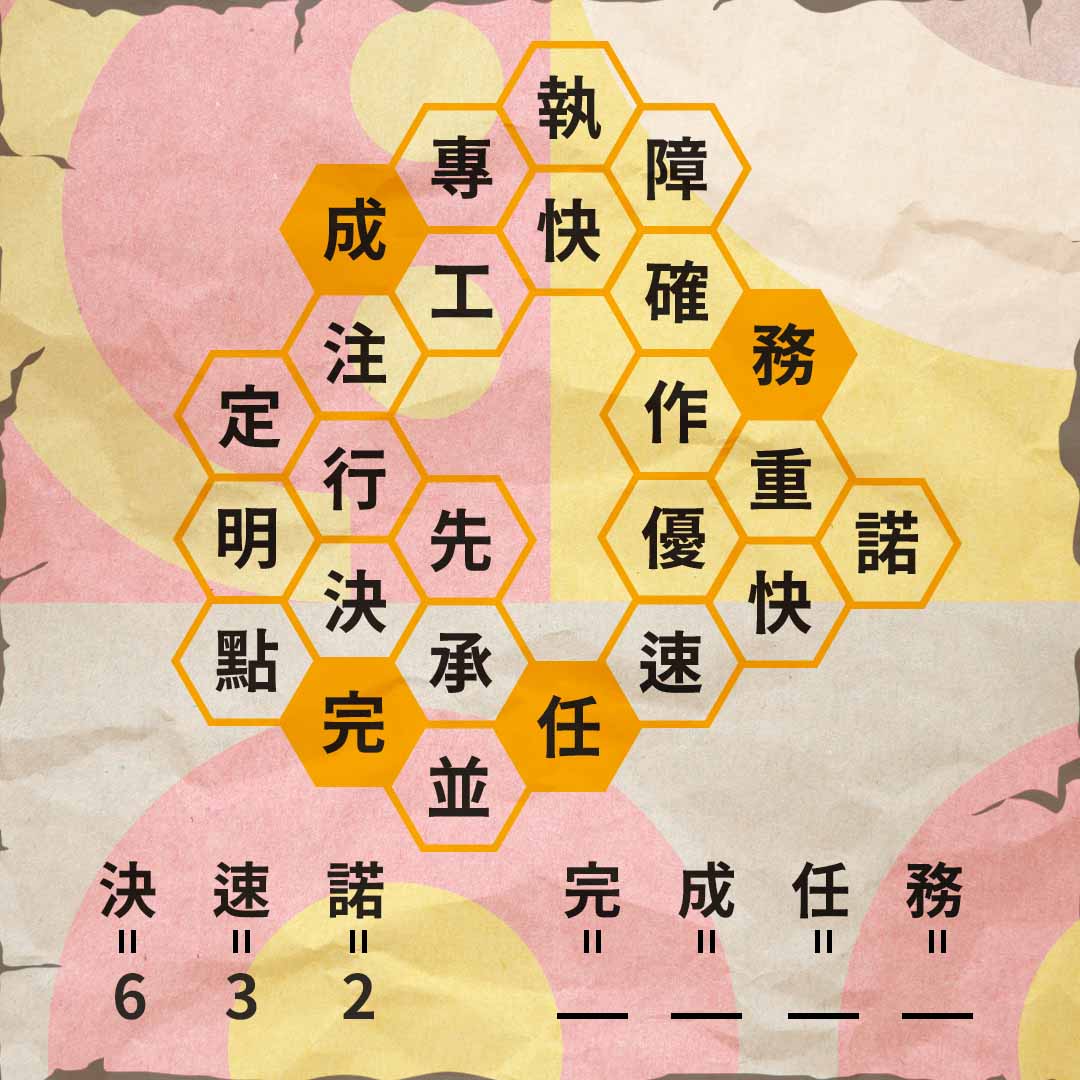 執
專
障
成
快
工
確
注
務
定
作
行
重
明
先
優
諾
決
快
點
承
速
完
任
並
決 速 諾 完 成 任 務
= = = = = = =
6 3 2 _ _ _ _